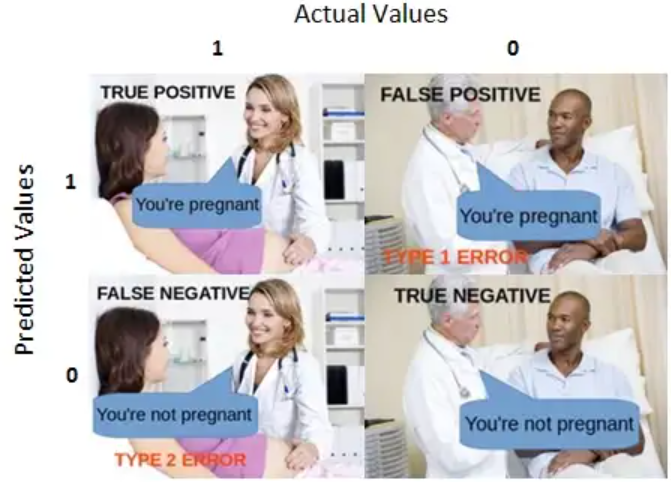 Actual Values
1
0
Predicted Values
1
TRUE POSITIVE
You're pregnant
FALSE POSITIVE
You're pregnant
TYPE 1 ERROR
0
FALSE NEGATIVE
You're not pregnant
TYPE 2 ERROR
TRUE NEGATIVE
You're not pregnant